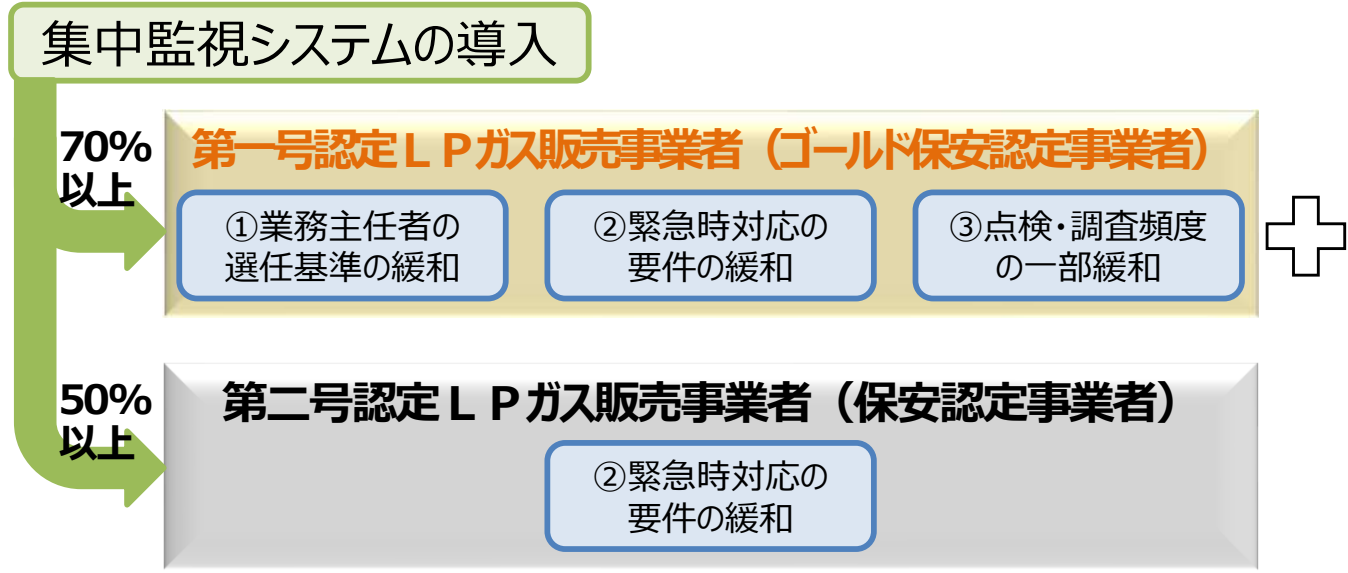 集中監視システムの導入
70%
以上
第一号認定ＬＰガス販売事業者（ゴールド保安認定事業者）
①業務主任者の
選任基準の緩和
②緊急時対応の
要件の緩和
③点検・調査頻度
の一部緩和
50%
以上
第二号認定ＬＰガス販売事業者（保安認定事業者）
②緊急時対応の
要件の緩和